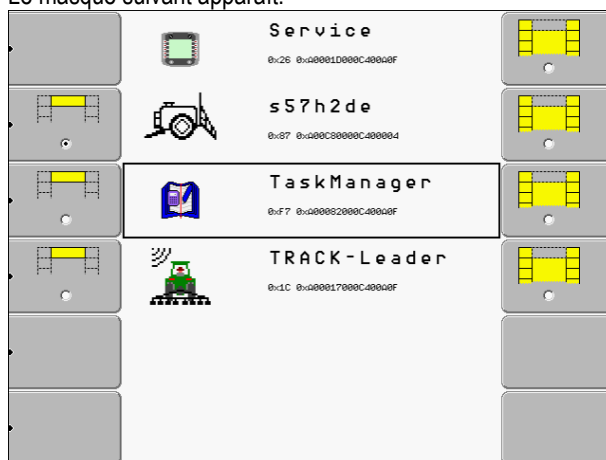 Le masque suivant apparaît.
Service
0x26 0xA0001D000C400A0F
s57h2de
0x87 0xA00C80000C400004
TaskManager
0xF7 0xA00082000C400A0F
TRACK-Leader
0x1C 0xA00017000C400A0F